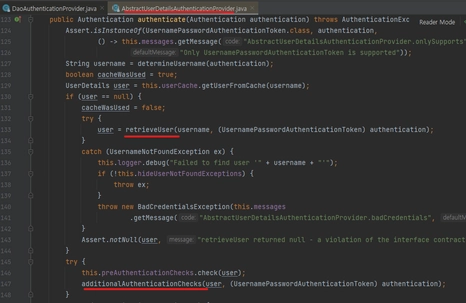 DaoAuthenticationProvider.java × AbstractUserDetailsAuthenticationProvider.java ×
Reader Mode
123 public Authentication authenticate(Authentication authentication) throws AuthenticationExc
124 Assert.isInstanceOf(UsernamePasswordAuthenticationToken.class, authentication,
125 () -> this.messages.getMessage( code: "AbstractUserDetailsAuthenticationProvider.onlySupports"
126 defaultMessage: "Only UsernamePasswordAuthenticationToken is supported"));
127 String username = determineUsername(authentication);
128 boolean cacheWasUsed = true;
129 UserDetails user = this.userCache.getUserFromCache(username);
130 if (user == null) {
131 cacheWasUsed = false;
132 try {
133 user = retrieveUser(username, (UsernamePasswordAuthenticationToken) authentication);
134 }
135 catch (UsernameNotFoundException ex) {
136 this.logger.debug("Failed to find user '" + username + "'");
137 if (!this.hideUserNotFoundExceptions) {
138 throw ex;
139 }
140 throw new BadCredentialsException(this.messages
141 .getMessage( code: "AbstractUserDetailsAuthenticationProvider.badCredentials",
142 }
143 Assert.notNull(user, message: "retrieveUser returned null - a violation of the interface contract
144 }
145 try {
146 this.preAuthenticationChecks.check(user);
147 additionalAuthenticationChecks(user, (UsernamePasswordAuthenticationToken) authentication);
148 }